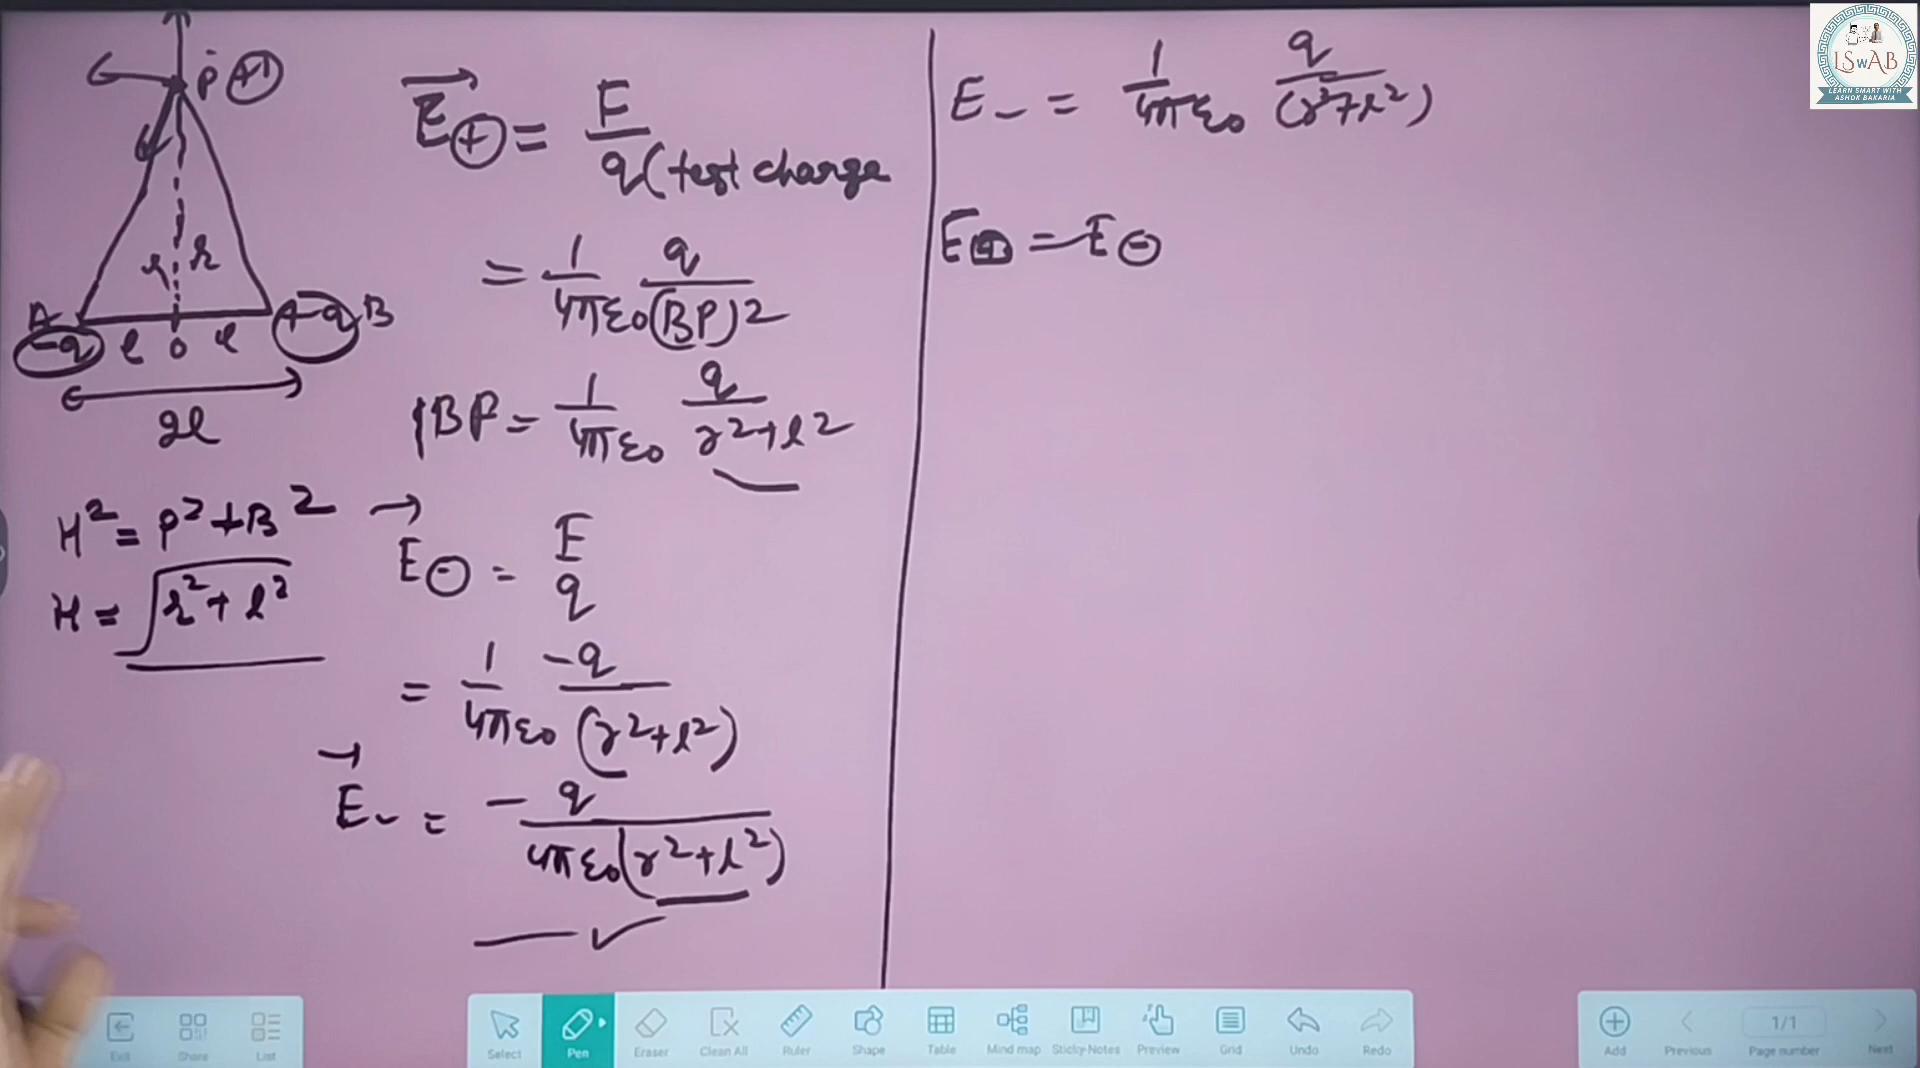 P +1
r r
A B
-q l o l +q
2l
H² = P² + B²
H = √r² + l²
E⊕ = F/q (test charge
= 1/4πε0 q/(BP)²
BP = 1/4πε0 q/r²+l²
E⊖ = F/q
= 1/4πε0 -q/(r²+l²)
E- = -q/4πε0(r²+l²)
E- = 1/4πε0 q/(r²+l²)
E⊕ = E⊖
LSwAB
LEARN SMART WITH
ASHOK BAKARIA
Exit Share List
Select Pen Eraser Clean All Ruler Shape Table Mind map Sticky-Notes Preview Grid Undo Redo
1/1
Add Previous Page number Next